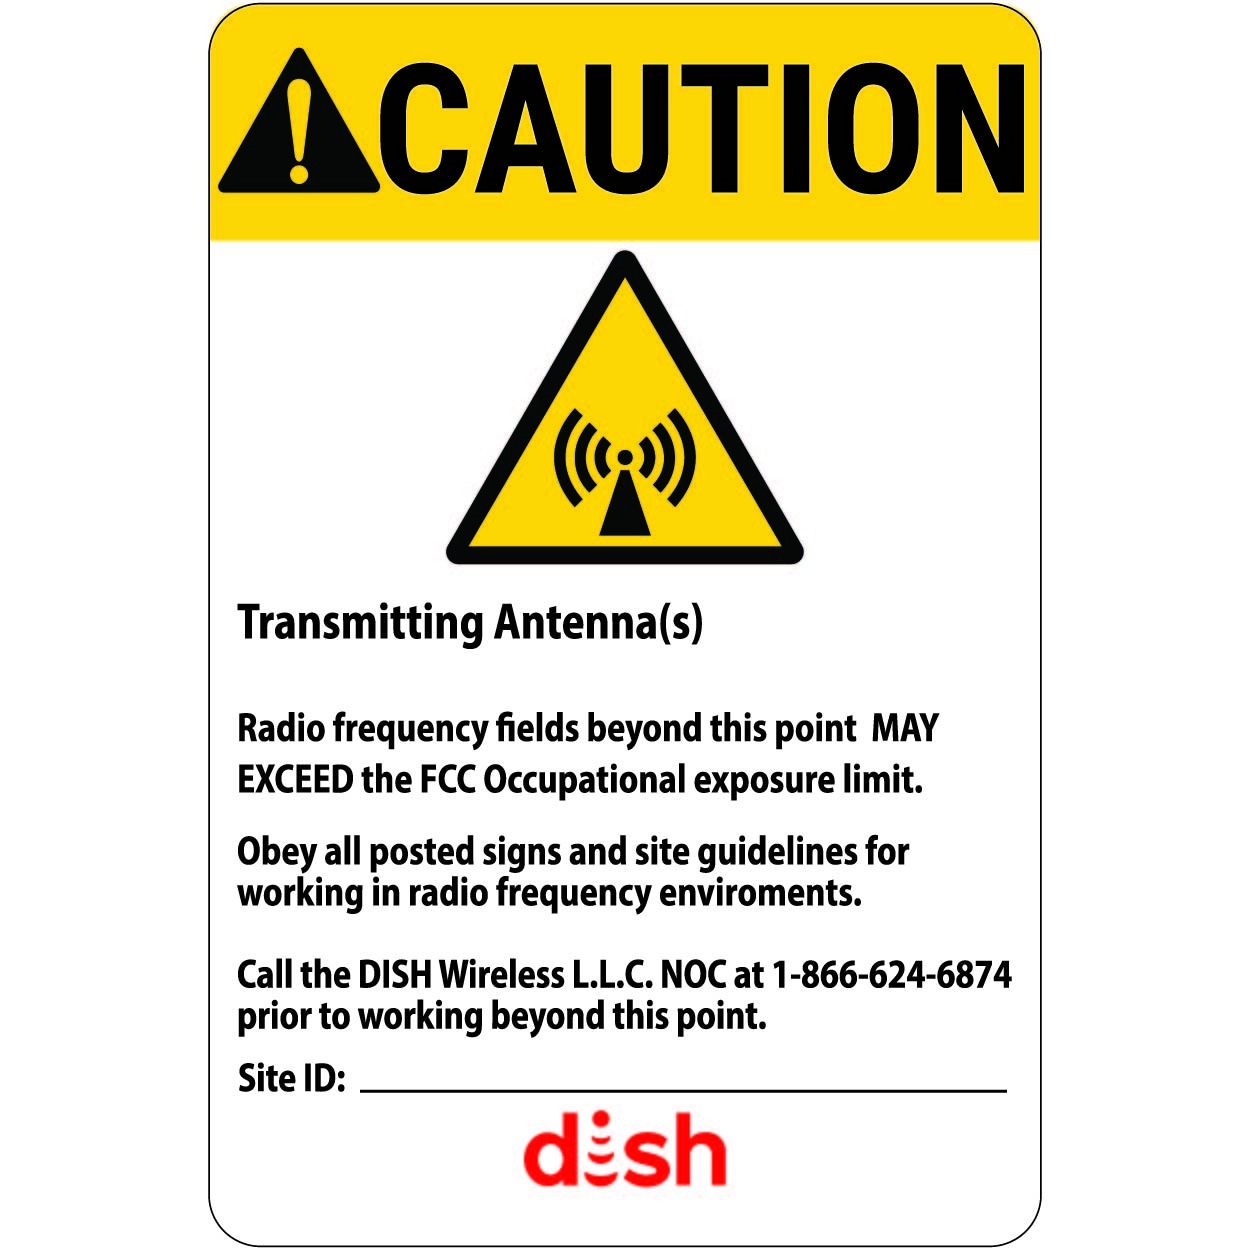 CAUTION
Transmitting Antenna(s)
Radio frequency fields beyond this point MAY
EXCEED the FCC Occupational exposure limit.
Obey all posted signs and site guidelines for
working in radio frequency enviroments.
Call the DISH Wireless L.L.C. NOC at 1-866-624-6874
prior to working beyond this point.
Site ID:
dish